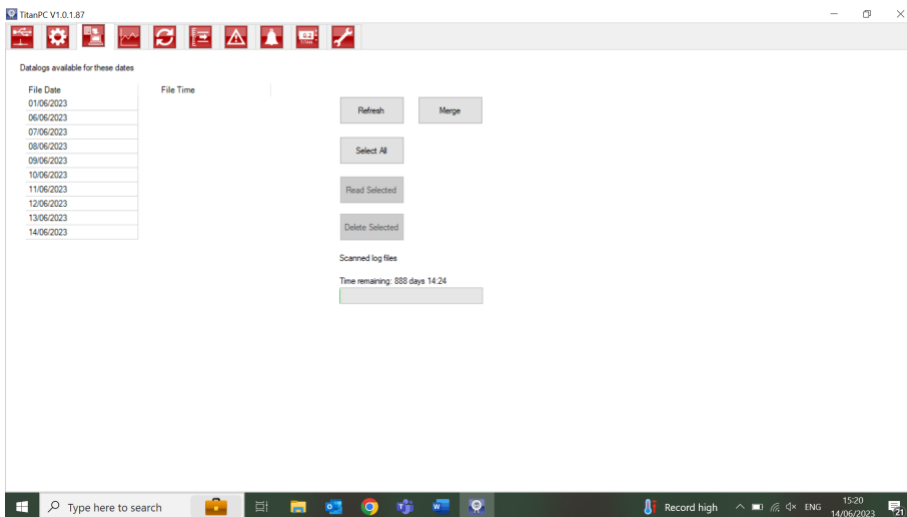 TitanPC V1.0.1.87
Datalogs available for these dates
File Date File Time
01/06/2023
06/06/2023
07/06/2023
08/06/2023
09/06/2023
10/06/2023
11/06/2023
12/06/2023
13/06/2023
14/06/2023
Refresh Merge
Select All
Read Selected
Delete Selected
Scanned log files
Time remaining: 888 days 14:24
Type here to search
Record high
ENG
15:20
14/06/2023
21